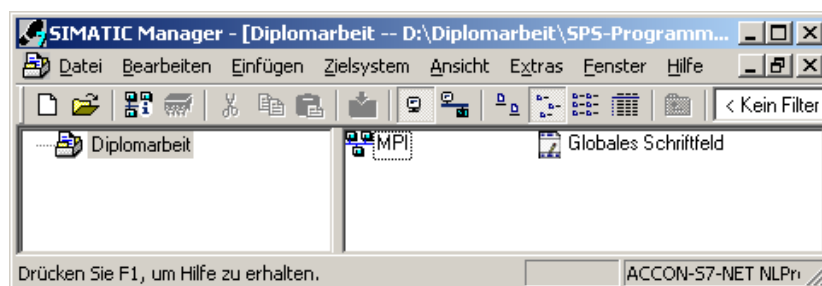 SIMATIC Manager - [Diplomarbeit -- D:\Diplomarbeit\SPS-Programm...
Datei Bearbeiten Einfügen Zielsystem Ansicht Extras Fenster Hilfe
< Kein Filter
Diplomarbeit MPI Globales Schriftfeld
Drücken Sie F1, um Hilfe zu erhalten. ACCON-S7-NET NLPr